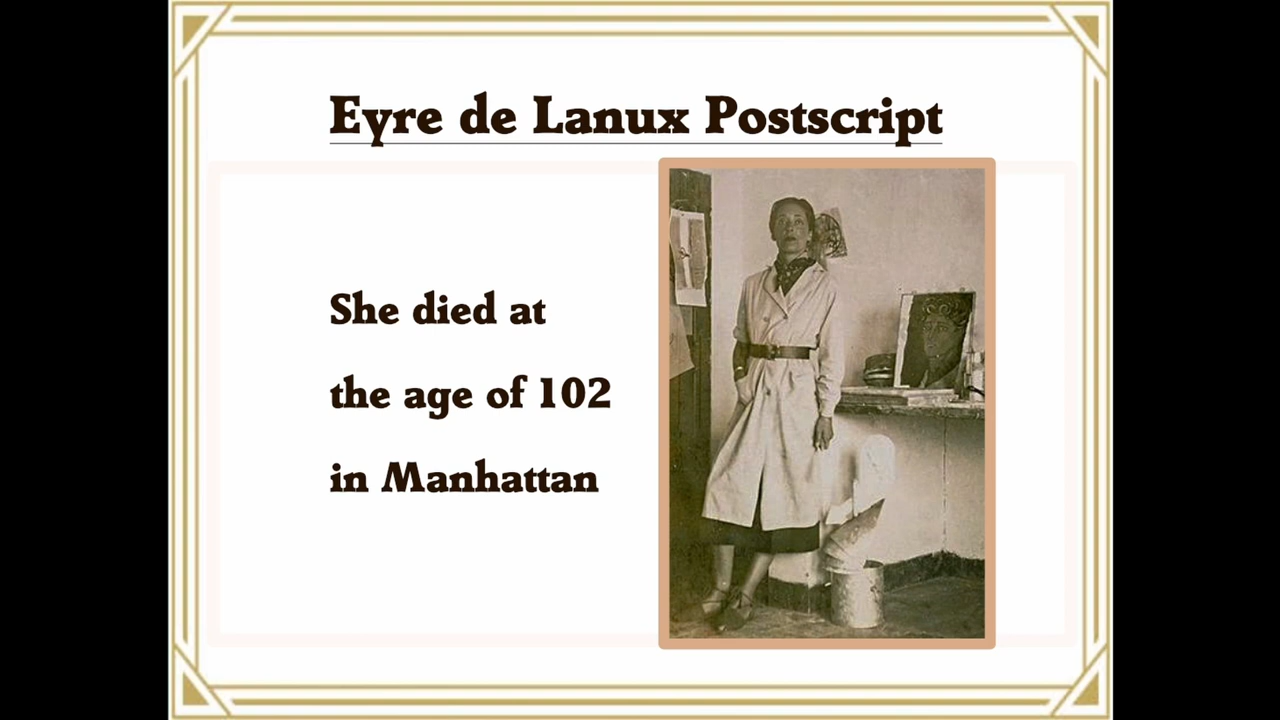 Eyre de Lanux Postscript
She died at
the age of 102
in Manhattan